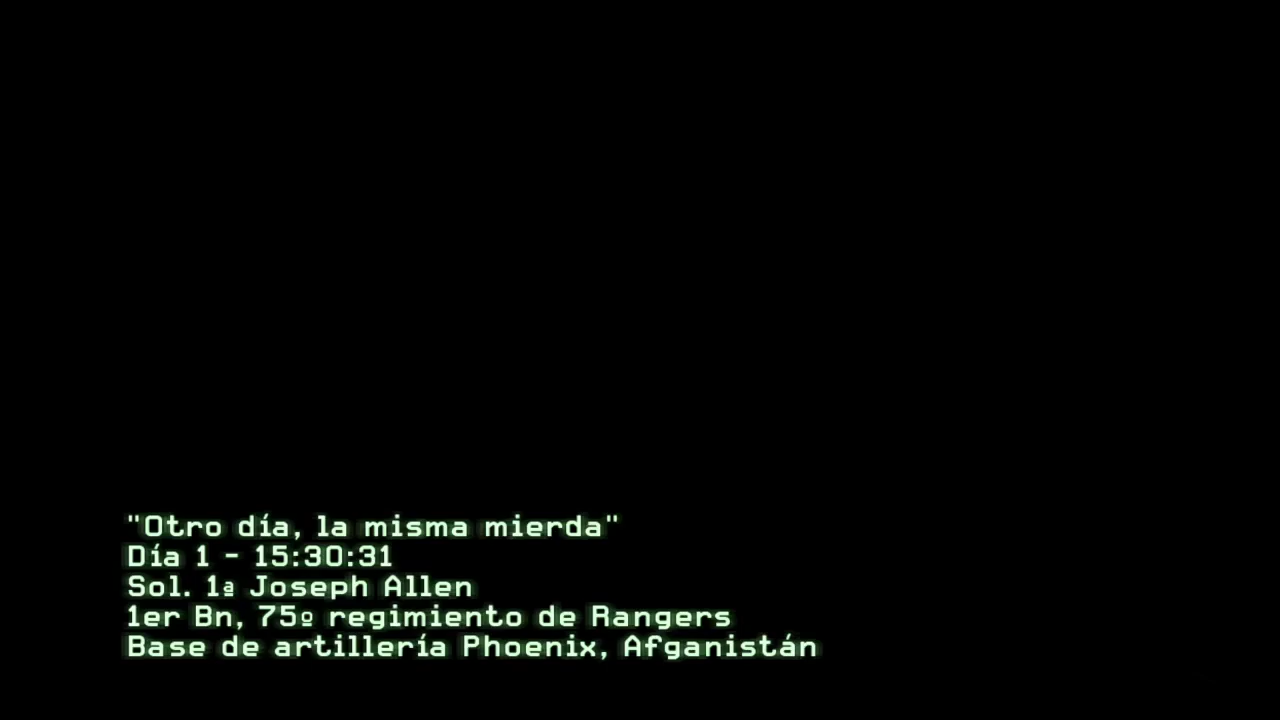 "Otro día, la misma mierda"
Día 1 - 15:30:31
Sol. 1ª Joseph Allen
1er Bn, 75º regimiento de Rangers
Base de artillería Phoenix, Afganistán